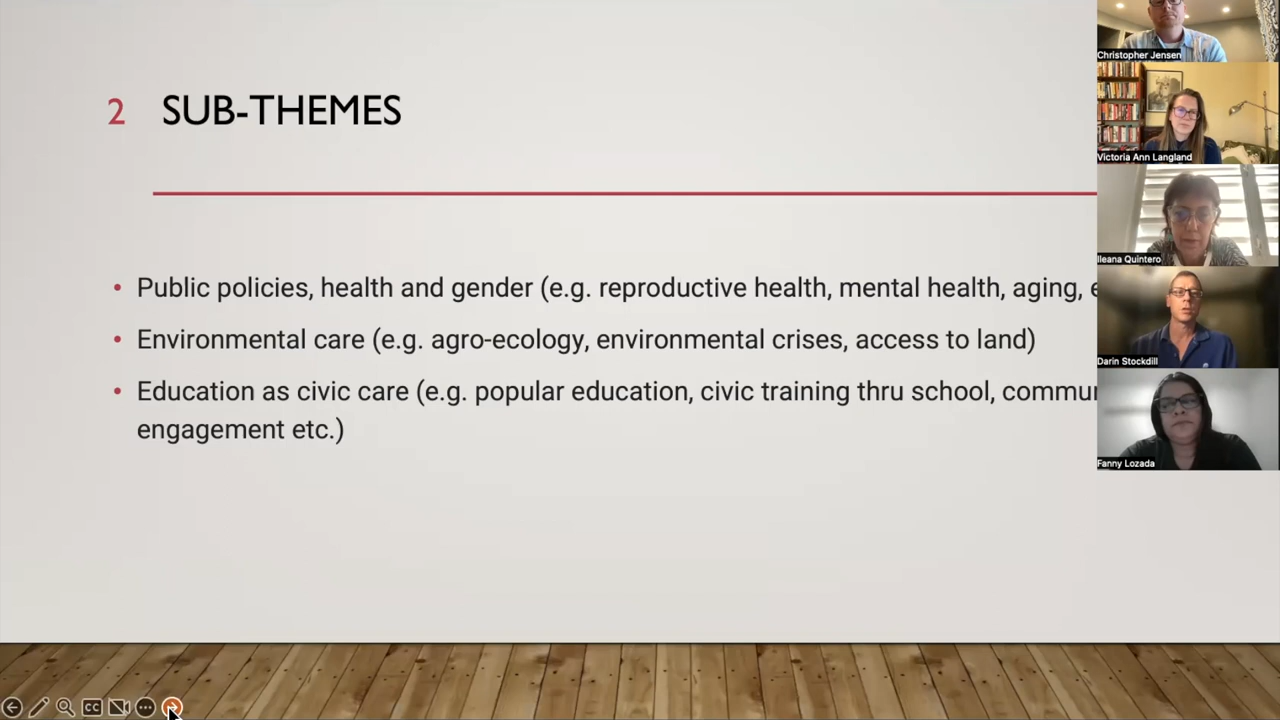 2 SUB-THEMES
• Public policies, health and gender (e.g. reproductive health, mental health, aging,
• Environmental care (e.g. agro-ecology, environmental crises, access to land)
• Education as civic care (e.g. popular education, civic training thru school,
engagement etc.)
Christopher Jensen
Victoria Ann Langland
Ileana Quintero
Darin Stockdill
Fanny Lozada
CC